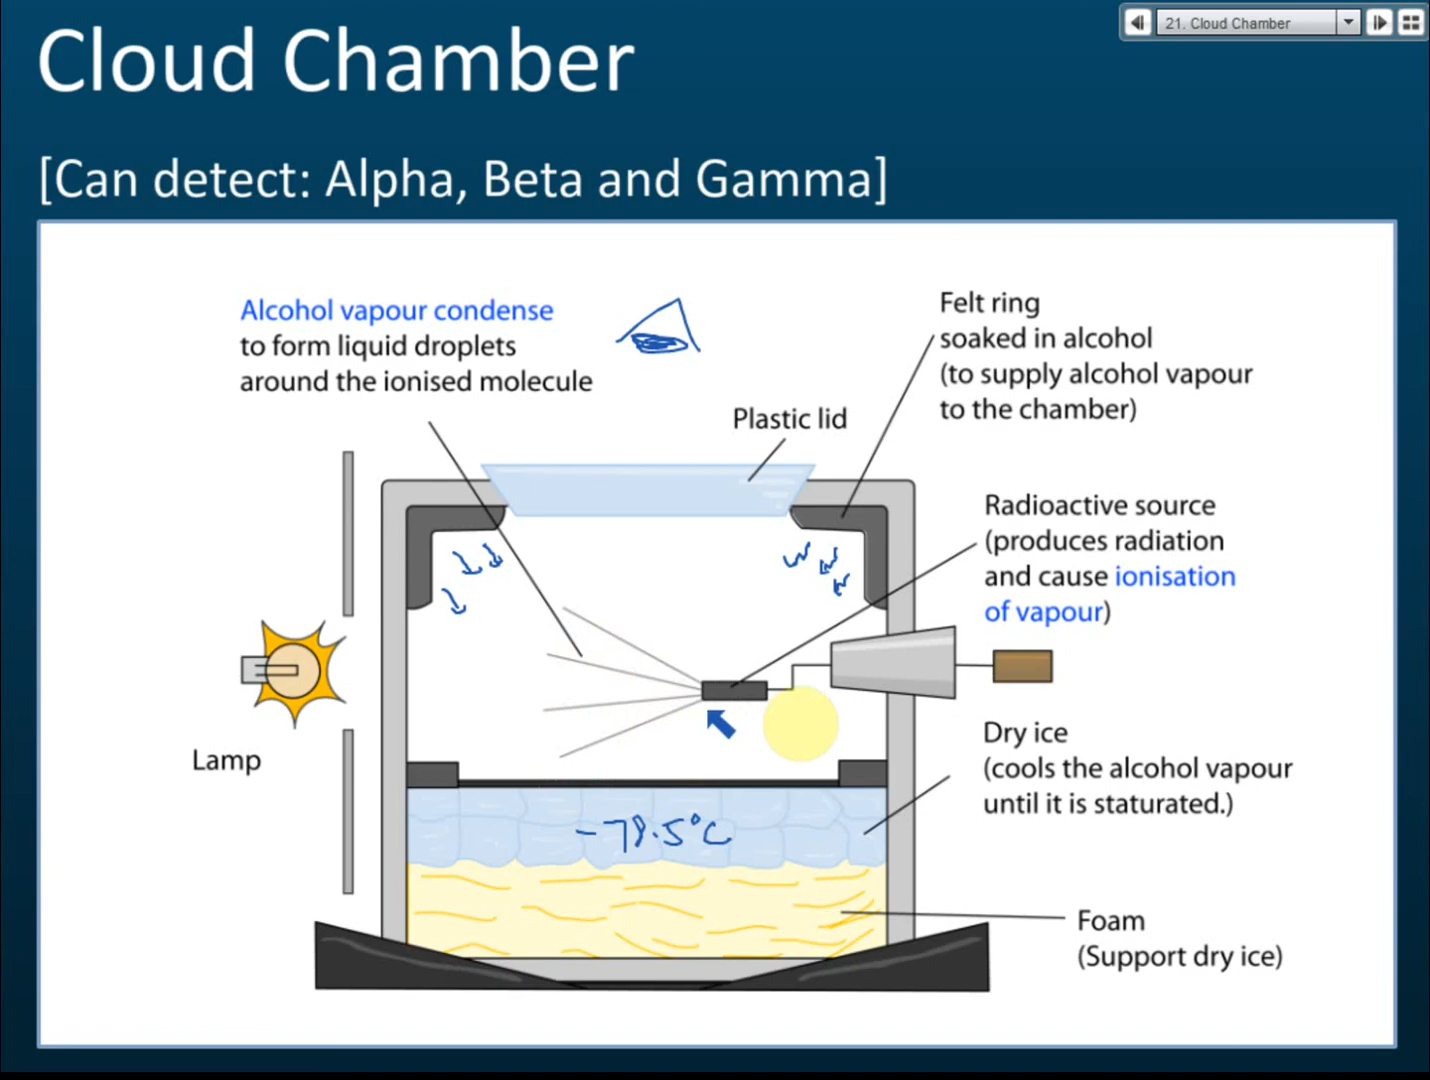 Cloud Chamber
21. Cloud Chamber
[Can detect: Alpha, Beta and Gamma]
Alcohol vapour condense
to form liquid droplets
around the ionised molecule
Plastic lid
Felt ring
soaked in alcohol
(to supply alcohol vapour
to the chamber)
Radioactive source
(produces radiation
and cause ionisation
of vapour)
Lamp
Dry ice
(cools the alcohol vapour
until it is staturated.)
-78.5°C
Foam
(Support dry ice)